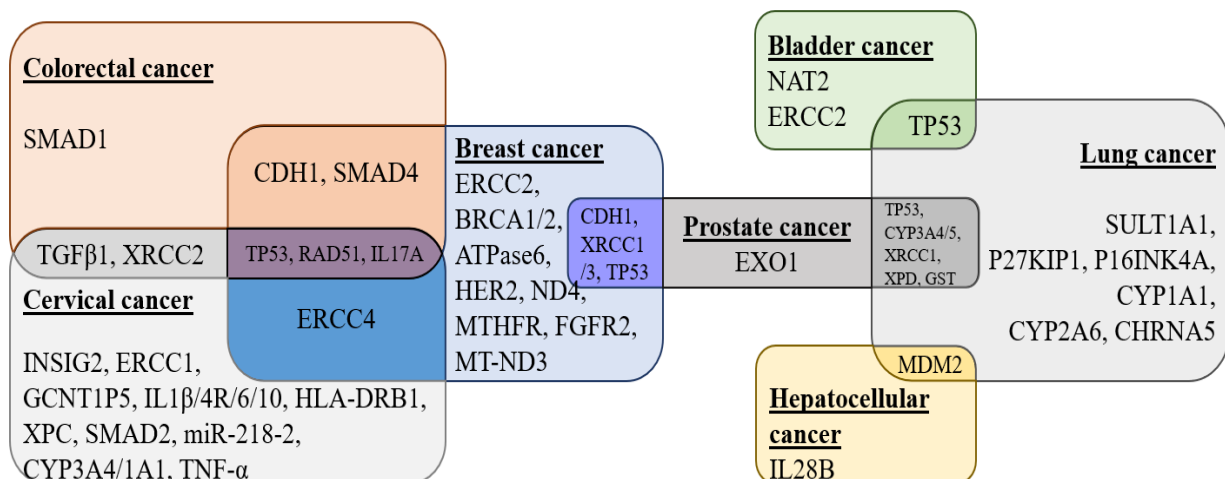 Colorectal cancer
SMAD1
CDH1, SMAD4
TGFβ1, XRCC2
TP53, RAD51, IL17A
Cervical cancer
ERCC4
INSIG2, ERCC1,
GCNT1P5, IL1β/4R/6/10, HLA-DRB1,
XPC, SMAD2, miR-218-2,
CYP3A4/1A1, TNF-α
Breast cancer
ERCC2,
BRCA1/2,
ATPase6,
HER2, ND4,
MTHFR, FGFR2,
MT-ND3
CDH1,
XRCC1
/3, TP53
Prostate cancer
EXO1
TP53,
CYP3A4/5,
XRCC1,
XPD, GST
Bladder cancer
NAT2
ERCC2
TP53
Lung cancer
SULT1A1,
P27KIP1, P16INK4A,
CYP1A1,
CYP2A6, CHRNA5
MDM2
Hepatocellular
cancer
IL28B